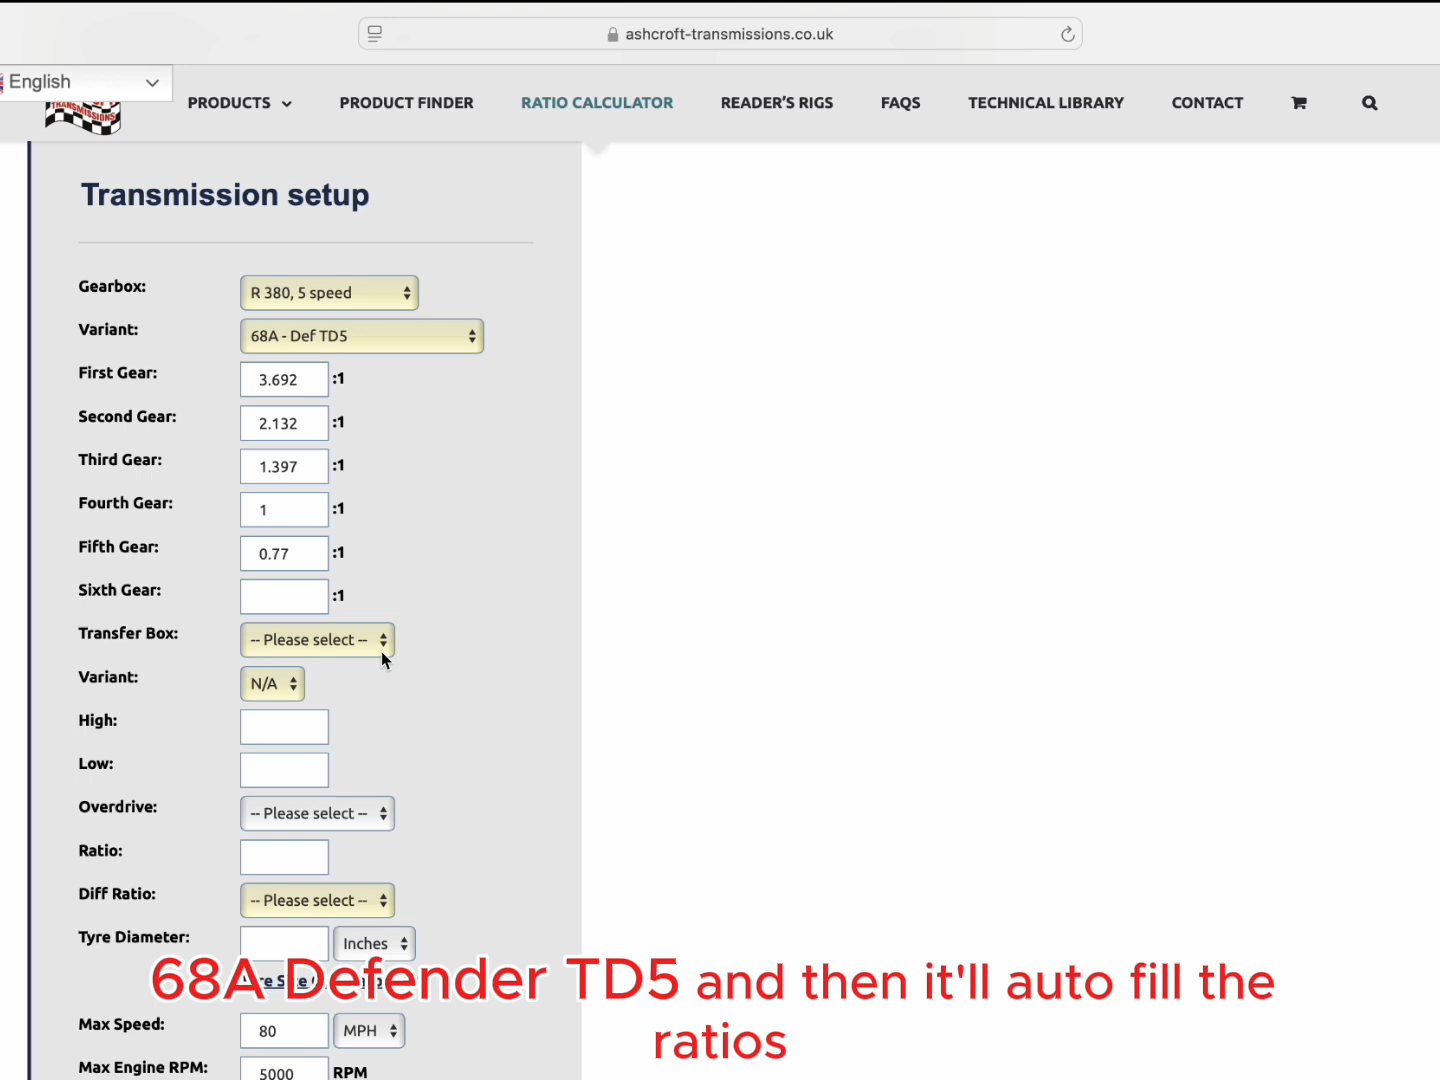 ashcroft-transmissions.co.uk
English
TRANSMISSIONS
PRODUCTS
PRODUCT FINDER
RATIO CALCULATOR
READER'S RIGS
FAQS
TECHNICAL LIBRARY
CONTACT
Transmission setup
Gearbox: R 380, 5 speed
Variant: 68A - Def TD5
First Gear: 3.692 :1
Second Gear: 2.132 :1
Third Gear: 1.397 :1
Fourth Gear: 1 :1
Fifth Gear: 0.77 :1
Sixth Gear: :1
Transfer Box: -- Please select --
Variant: N/A
High:
Low:
Overdrive: -- Please select --
Ratio:
Diff Ratio: -- Please select --
Tyre Diameter: Inches
68A Defender TD5 and then it'll auto fill the
ratios
Max Speed: 80 MPH
Max Engine RPM: 5000 RPM